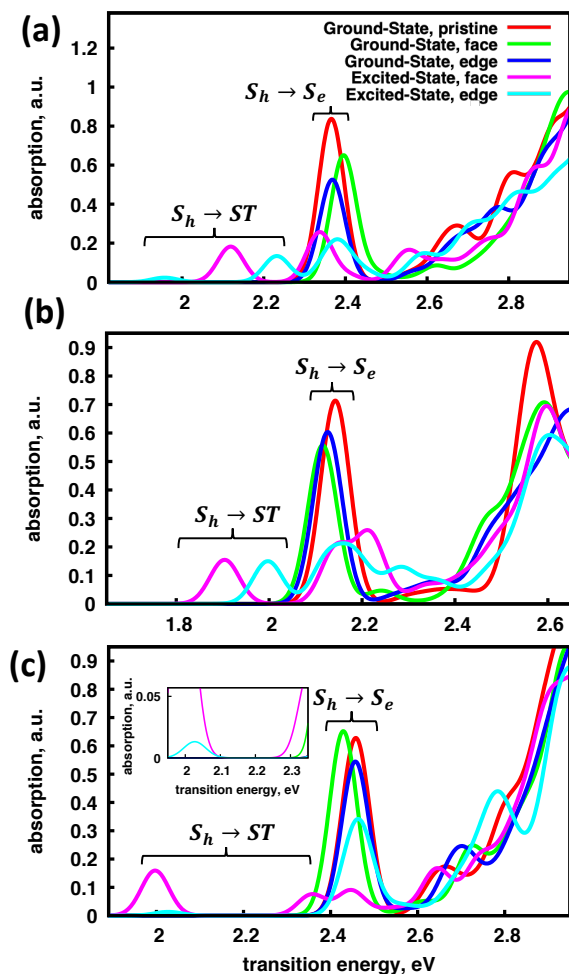 (a)
Ground-State, pristine
Ground-State, face
Ground-State, edge
Excited-State, face
Excited-State, edge
S_h → S_e
S_h → ST
absorption, a.u.
1.2
1
0.8
0.6
0.4
0.2
0
2 2.2 2.4 2.6 2.8
(b)
S_h → S_e
S_h → ST
absorption, a.u.
0.9
0.8
0.7
0.6
0.5
0.4
0.3
0.2
0.1
0
1.8 2 2.2 2.4 2.6
(c)
S_h → S_e
S_h → ST
absorption, a.u.
0.9
0.8
0.7
0.6
0.5
0.4
0.3
0.2
0.1
0
absorption, a.u.
0.05
0
2 2.1 2.2 2.3
transition energy, eV
2 2.2 2.4 2.6 2.8
transition energy, eV